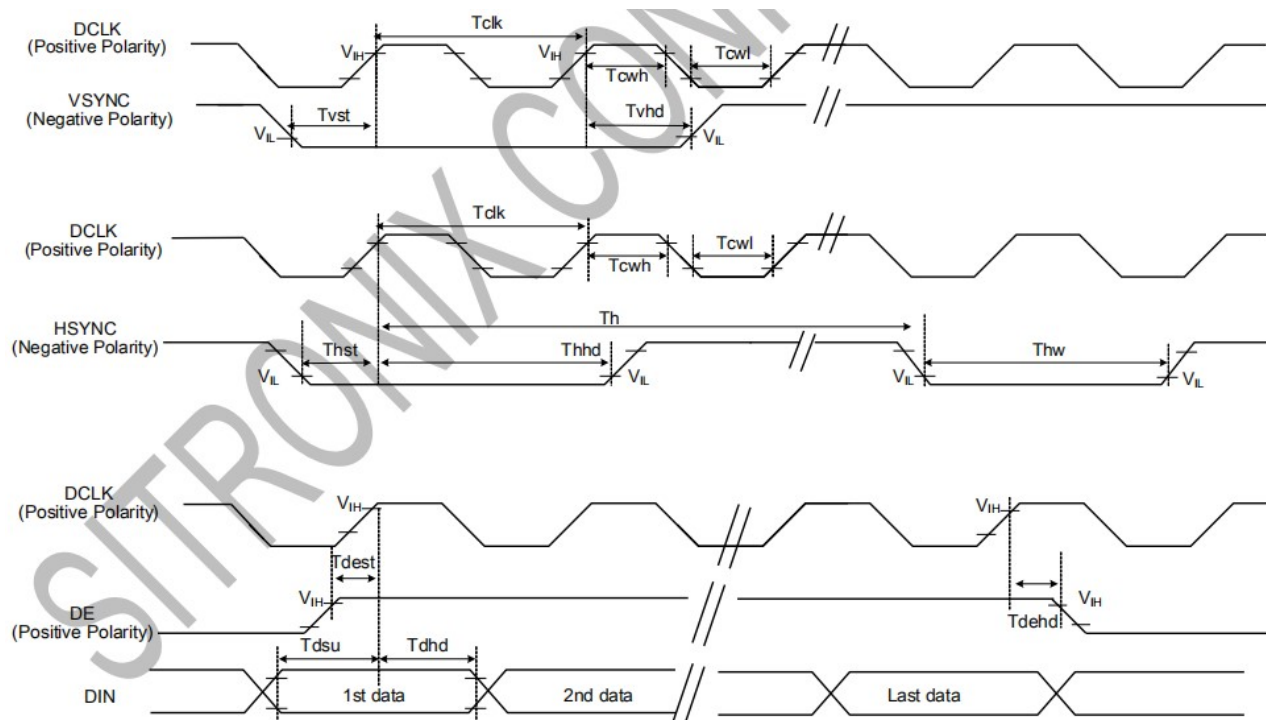 SITRONIX CONFI
DCLK
(Positive Polarity)
VIH
Tclk
VIH
Tcwh
Tcwl
VSYNC
(Negative Polarity)
VIL
Tvst
Tvhd
VIL
DCLK
(Positive Polarity)
Tclk
Tcwh
Tcwl
HSYNC
(Negative Polarity)
Th
Thst
Thhd
Thw
VIL
VIL
VIL
VIL
DCLK
(Positive Polarity)
VIH
VIH
Tdest
DE
(Positive Polarity)
VIH
VIH
Tdehd
Tdsu
Tdhd
DIN
1st data
2nd data
Last data